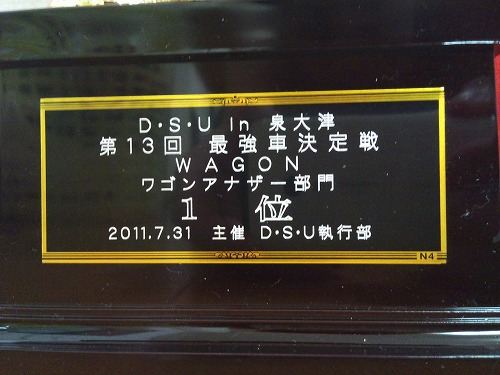 D・S・U In 泉大津
第13回 最強車決定戦
WAGON
ワゴンアナザー部門
1 位
2011.7.31 主催 D・S・U執行部
N4